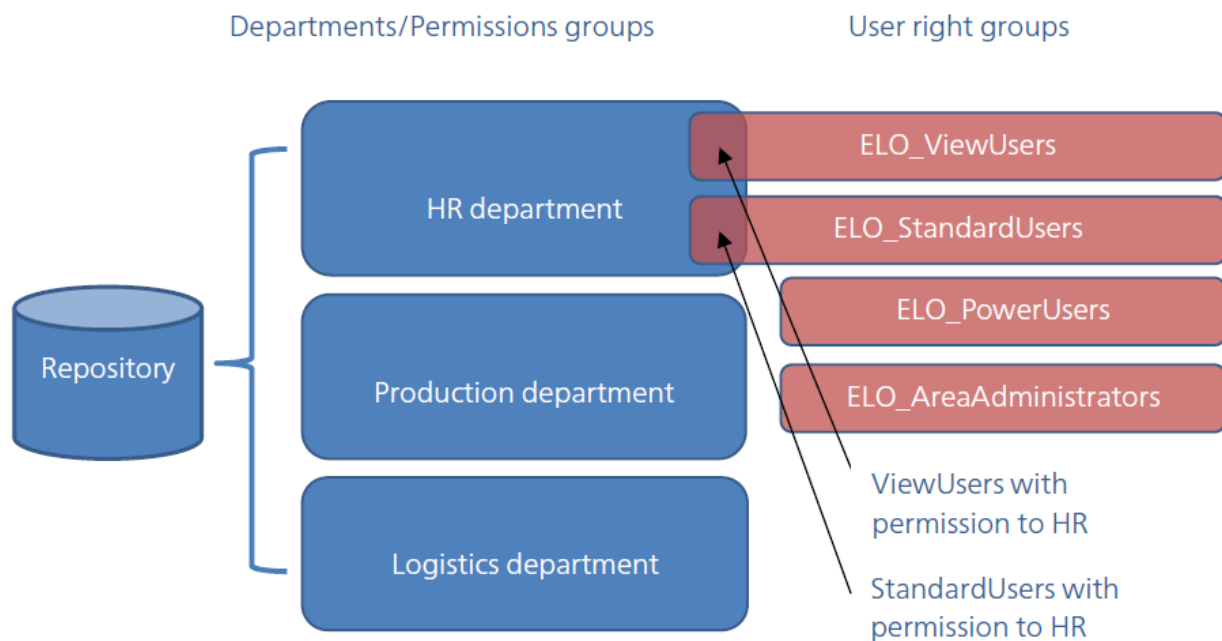 Departments/Permissions groups
User right groups
ELO_ViewUsers
HR department
ELO_StandardUsers
ELO_PowerUsers
Repository
Production department
ELO_AreaAdministrators
ViewUsers with
permission to HR
Logistics department
StandardUsers with
permission to HR